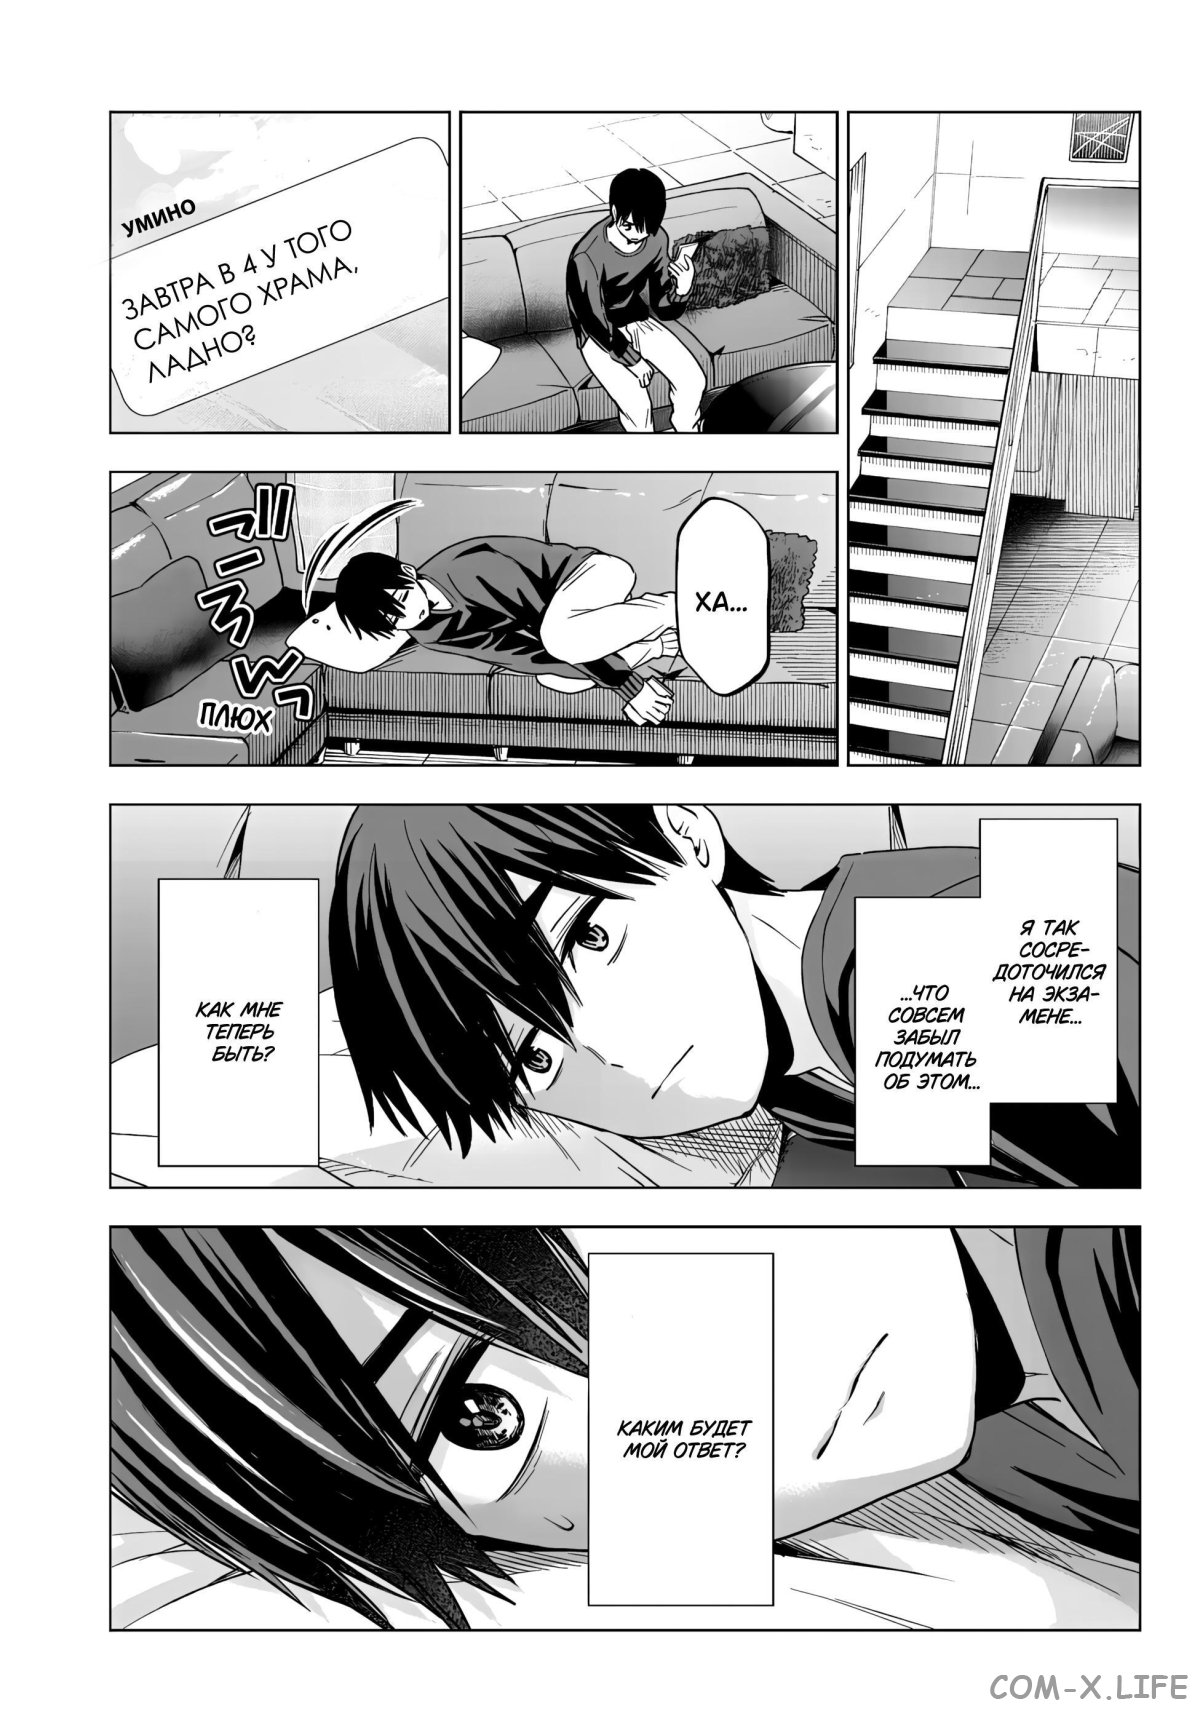 УМИНО
ЗАВТРА В 4 У ТОГО
САМОГО ХРАМА,
ЛАДНО?
ХА...
ПЛЮХ
Я ТАК
СОСРЕ-
ДОТОЧИЛСЯ
НА ЭКЗА-
МЕНЕ...
...ЧТО
СОВСЕМ
ЗАБЫЛ
ПОДУМАТЬ
ОБ ЭТОМ...
КАК МНЕ
ТЕПЕРЬ
БЫТЬ?
КАКИМ БУДЕТ
МОЙ ОТВЕТ?
COM-X.LIFE